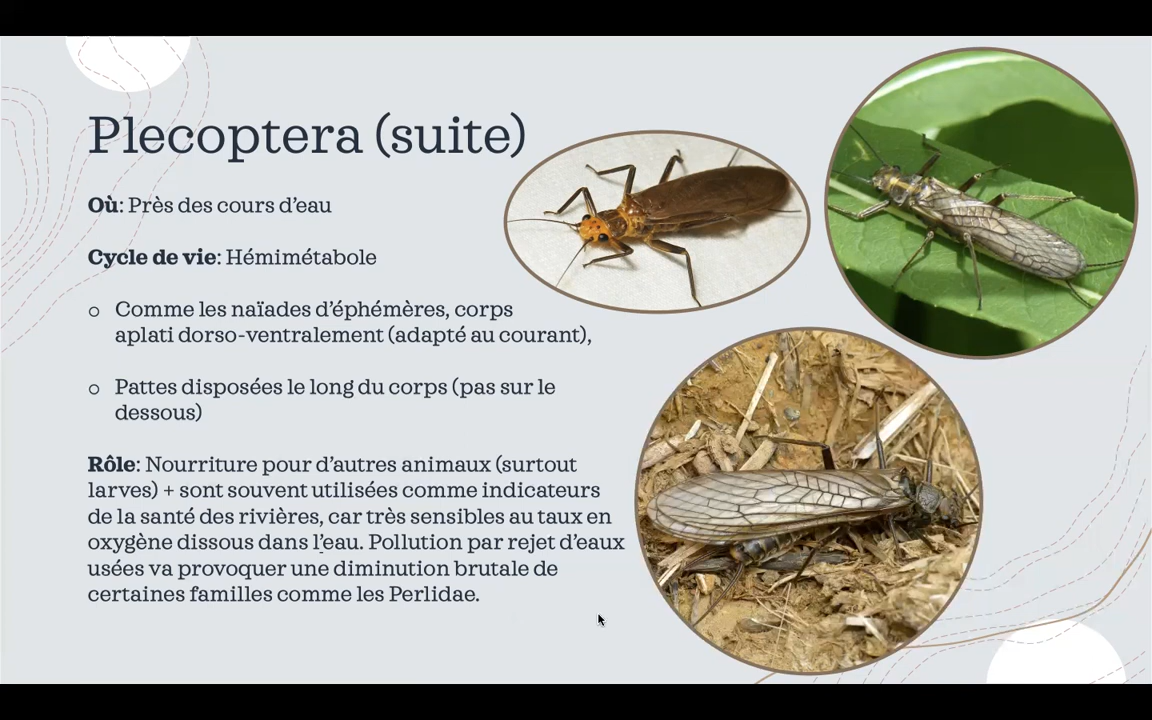 Plecoptera (suite)
Où: Près des cours d’eau
Cycle de vie: Hémimétabole
Comme les naïades d’éphémères, corps
aplati dorso-ventralement (adapté au courant),
Pattes disposées le long du corps (pas sur le
dessous)
Rôle: Nourriture pour d’autres animaux (surtout
larves) + sont souvent utilisées comme indicateurs
de la santé des rivières, car très sensibles au taux en
oxygène dissous dans l’eau. Pollution par rejet d’eaux
usées va provoquer une diminution brutale de
certaines familles comme les Perlidae.